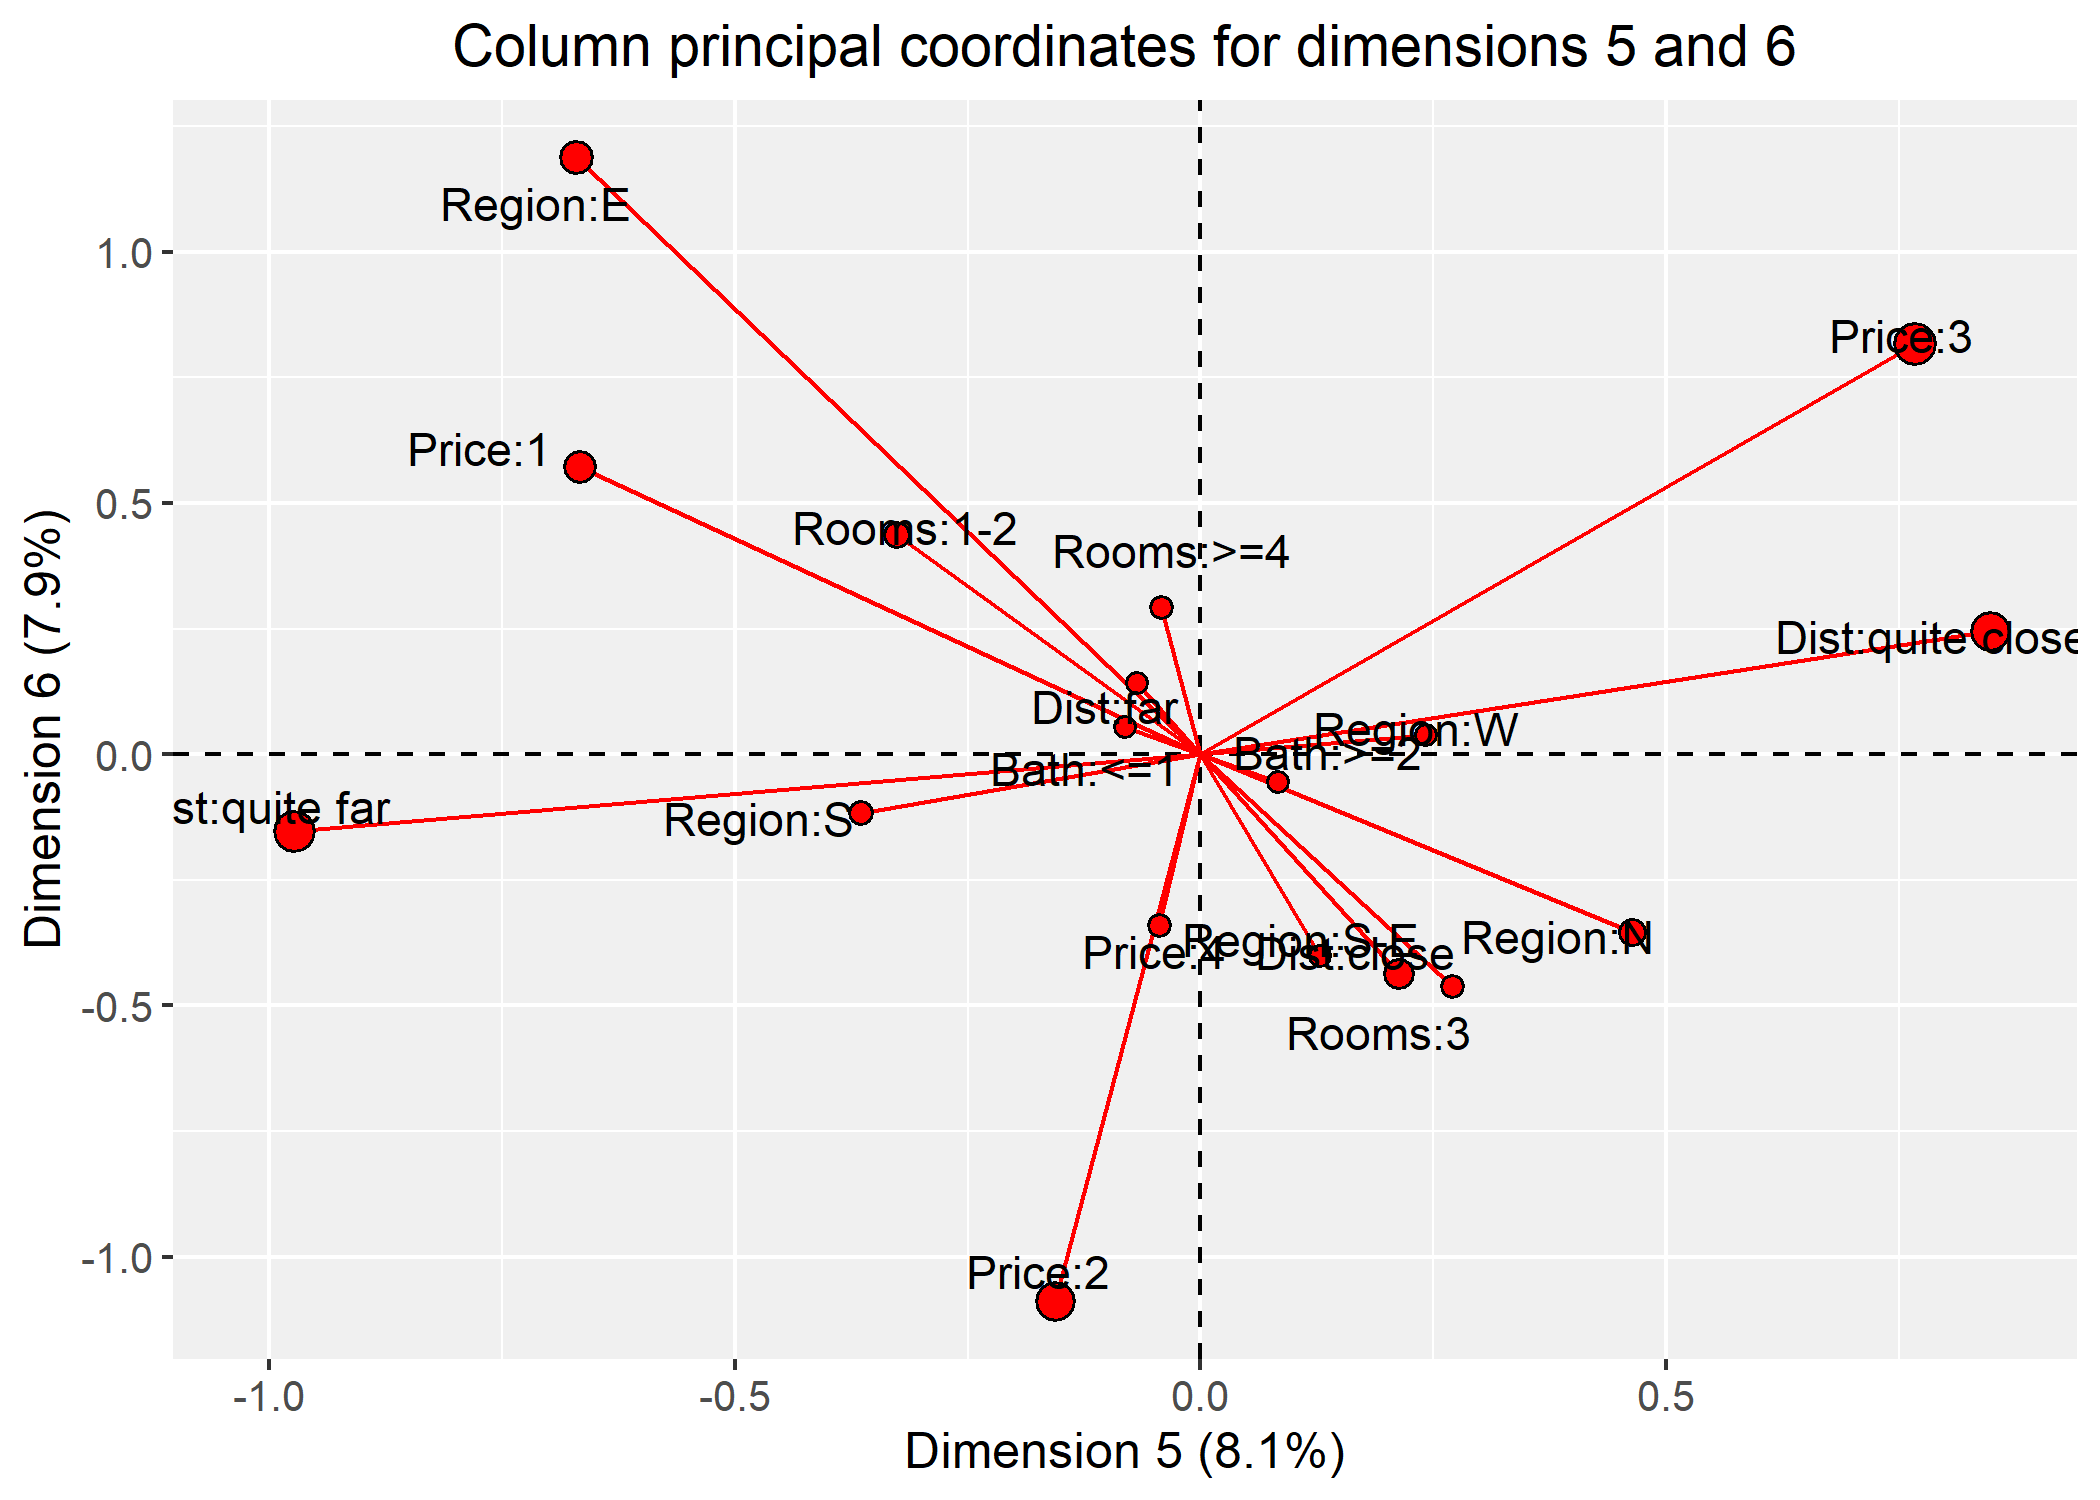 Column principal coordinates for dimensions 5 and 6
Region:E
1.0
Price:3
Price:1
0.5
Rooms:1-2
Rooms:>=4
Dist:quite close
Dist:far
Region:W
0.0
Bath:>=2
Bath:<=1
st:quite far
Region:S
Region:N
Region:S-E
Price:4
Dist:close
-0.5
Rooms:3
-1.0
Price:2
-1.0
-0.5
0.0
0.5
Dimension 5 (8.1%)
Dimension 6 (7.9%)